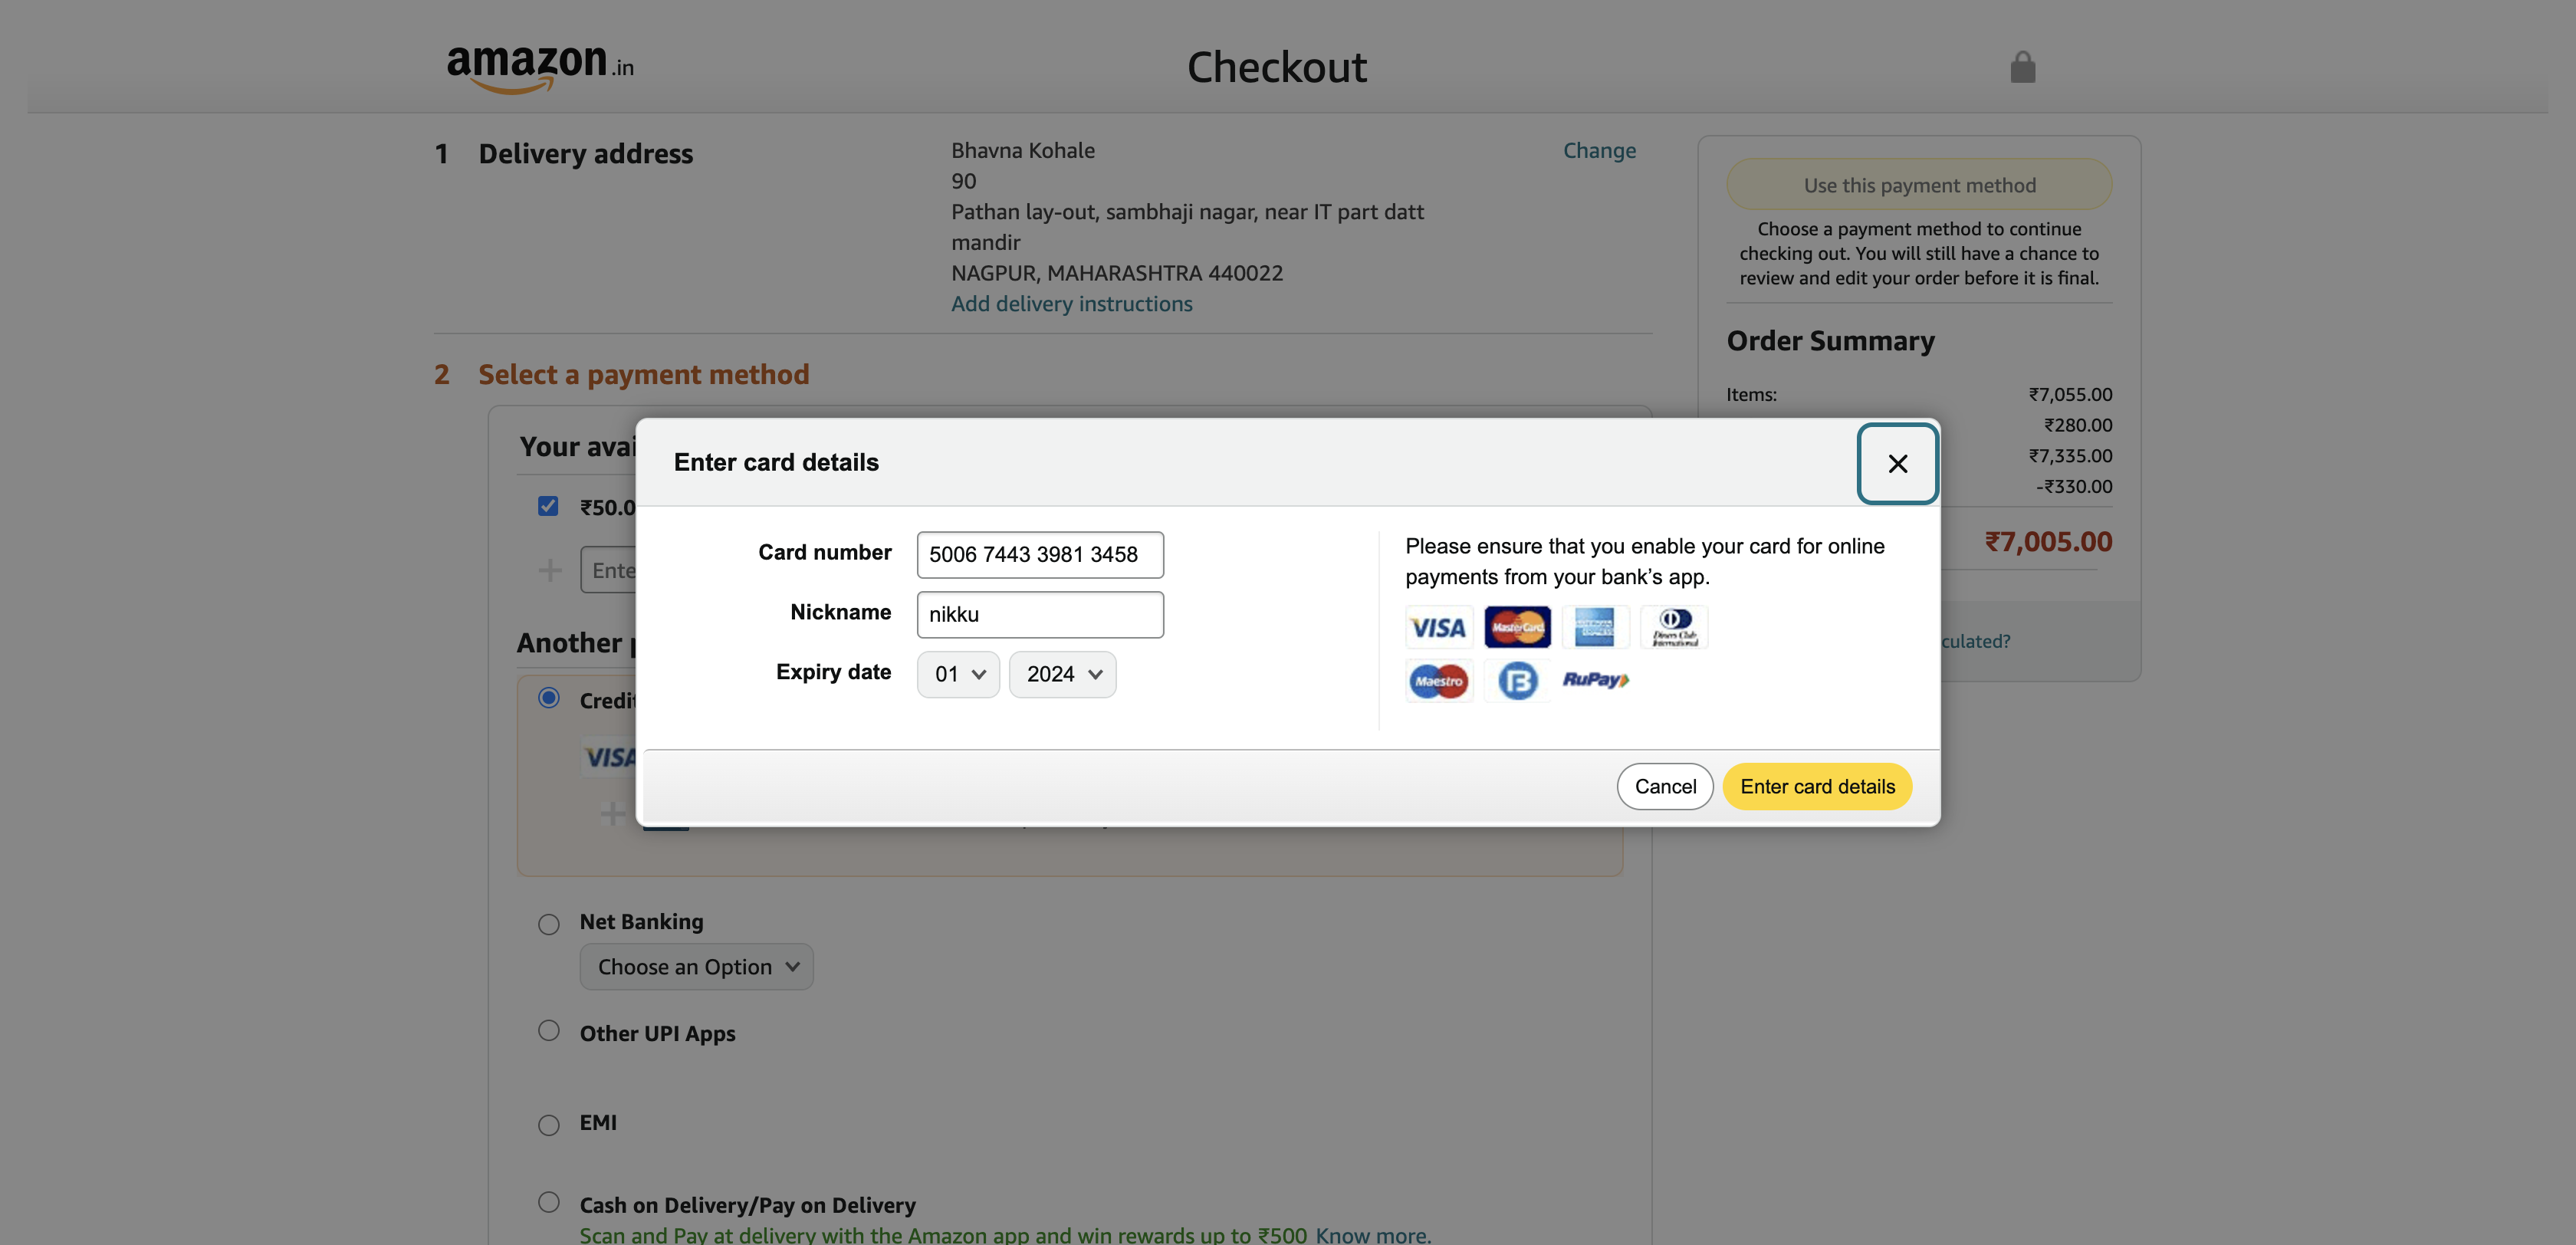 amazon.in
Checkout
1 Delivery address
Bhavna Kohale
90
Pathan lay-out, sambhaji nagar, near IT part datt
mandir
NAGPUR, MAHARASHTRA 440022
Add delivery instructions
Change
Use this payment method
Choose a payment method to continue
checking out. You will still have a chance to
review and edit your order before it is final.
Order Summary
Items: ₹7,055.00
₹280.00
₹7,335.00
-₹330.00
₹7,005.00
culated?
2 Select a payment method
Your avai
₹50.0
Ente
Another p
Credit
VISA
Enter card details
Card number 5006 7443 3981 3458
Nickname nikku
Expiry date 01 2024
Please ensure that you enable your card for online
payments from your bank’s app.
VISA MasterCard AMERICAN EXPRESS Diners Club International
Maestro RuPay
Cancel Enter card details
Net Banking
Choose an Option
Other UPI Apps
EMI
Cash on Delivery/Pay on Delivery
Scan and Pay at delivery with the Amazon app and win rewards up to ₹500 Know more.